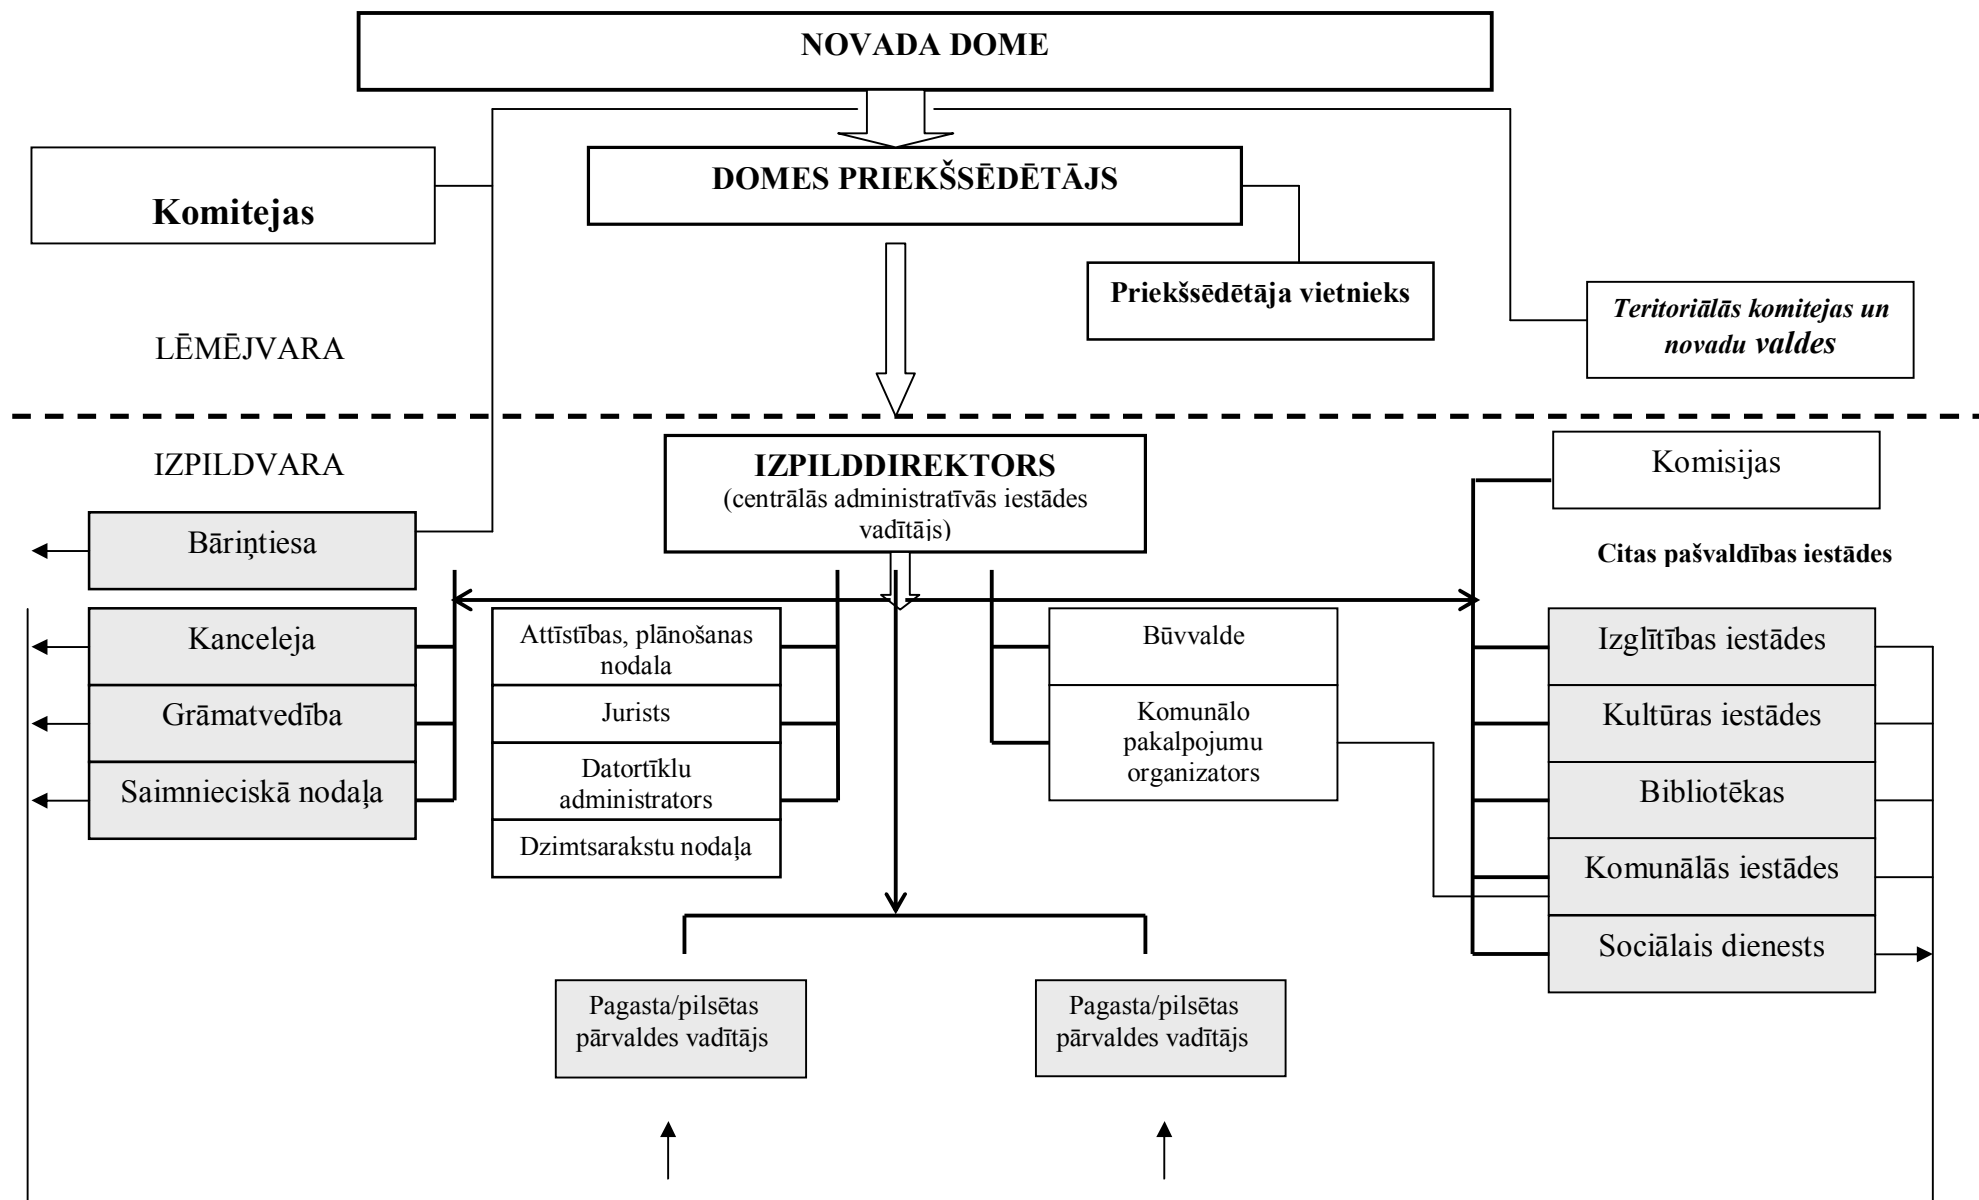 NOVADA DOME
DOMES PRIEKŠSĒDĒTĀJS
Komitejas
Priekšsēdētāja vietnieks
Teritoriālās komitejas un
novadu valdes
LĒMĒJVARA
IZPILDVARA
IZPILDDIREKTORS
(centrālās administratīvās iestādes
vadītājs)
Komisijas
Bāriņtiesa
Citas pašvaldības iestādes
Kanceleja
Grāmatvedība
Saimnieciskā nodaļa
Attīstības, plānošanas
nodala
Jurists
Datortīklu
administrators
Dzimtsarakstu nodaļa
Būvvalde
Komunālo
pakalpojumu
organizators
Izglītības iestādes
Kultūras iestādes
Bibliotēkas
Komunālās iestādes
Sociālais dienests
Pagasta/pilsētas
pārvaldes vadītājs
Pagasta/pilsētas
pārvaldes vadītājs